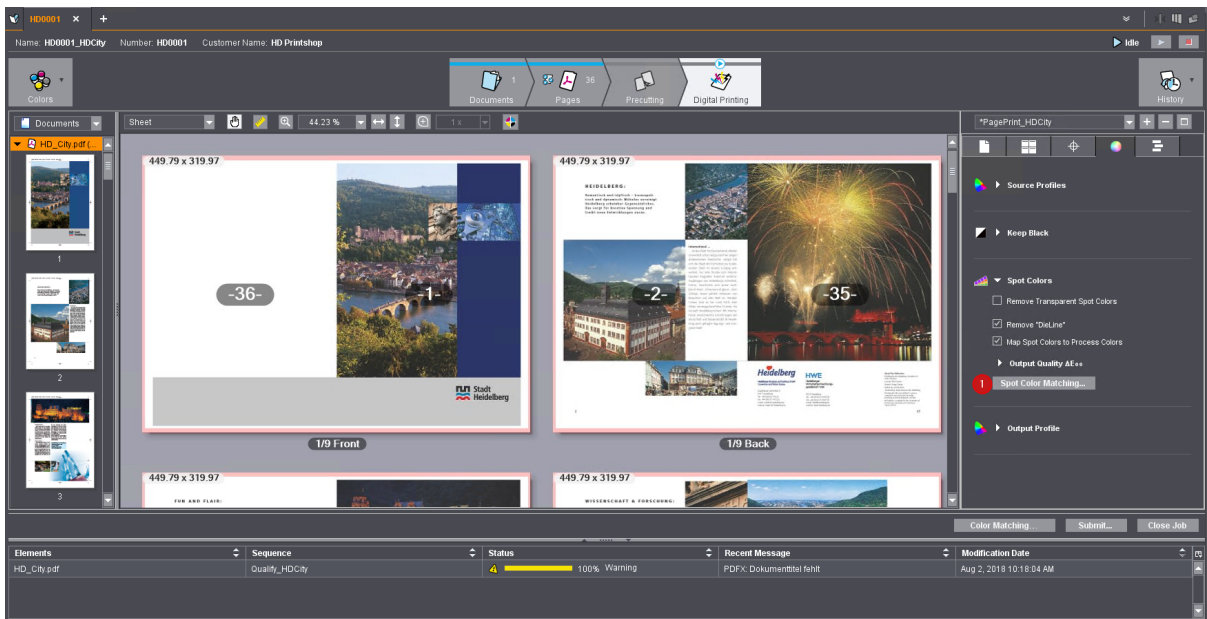 HD0001 × +
Name: HD0001_HDCity Number: HD0001 Customer Name: HD Printshop
Idle
Colors
Documents 1
Pages 36
Precutting
Digital Printing
History
Documents
HD_City.pdf (...
1
2
3
Sheet 44.23 % 1 x
449.79 x 319.97
-36-
-1-
Stadt
Heidelberg
1/9 Front
449.79 x 319.97
HEIDELBERG:
-2-
-35-
Heidelberg
HWE
1/9 Back
449.79 x 319.97
FUN AND FLAIR:
449.79 x 319.97
WISSENSCHAFT & FORSCHUNG:
*PagePrint_HDCity
Source Profiles
Keep Black
Spot Colors
Remove Transparent Spot Colors
Remove "DieLine"
Map Spot Colors to Process Colors
Output Quality ΔE₀₀
1 Spot Color Matching...
Output Profile
Color Matching... Submit... Close Job
Elements Sequence Status Recent Message Modification Date
HD_City.pdf Qualify_HDCity 100% Warning PDFX: Dokumenttitel fehlt Aug 2, 2018 10:18:04 AM